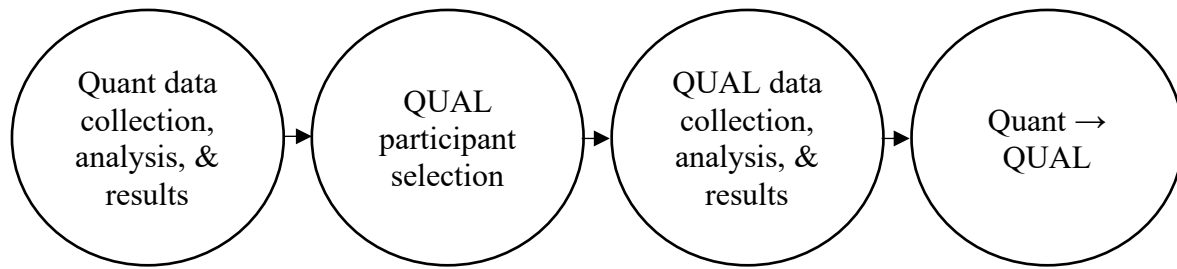 Quant data
collection,
analysis, &
results
QUAL
participant
selection
QUAL data
collection,
analysis, &
results
Quant →
QUAL